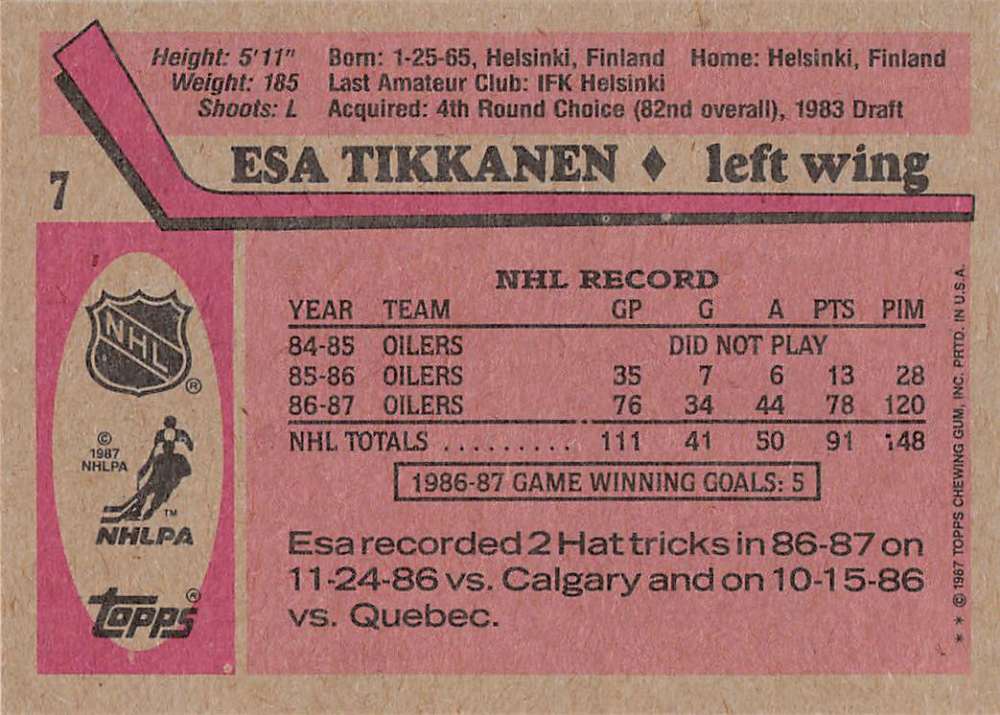 Height: 5'11" Born: 1-25-65, Helsinki, Finland Home: Helsinki, Finland
Weight: 185 Last Amateur Club: IFK Helsinki
Shoots: L Acquired: 4th Round Choice (82nd overall), 1983 Draft
7 ESA TIKKANEN ♦ left wing
NHL RECORD
YEAR TEAM GP G A PTS PIM
84-85 OILERS DID NOT PLAY
85-86 OILERS 35 7 6 13 28
86-87 OILERS 76 34 44 78 120
NHL TOTALS .......... 111 41 50 91 148
1986-87 GAME WINNING GOALS: 5
Esa recorded 2 Hat tricks in 86-87 on
11-24-86 vs. Calgary and on 10-15-86
vs. Quebec.
NHL ®
©
1987
NHLPA
TM
NHLPA
topps ®
* * © 1987 TOPPS CHEWING GUM, INC. PRTD. IN U.S.A.